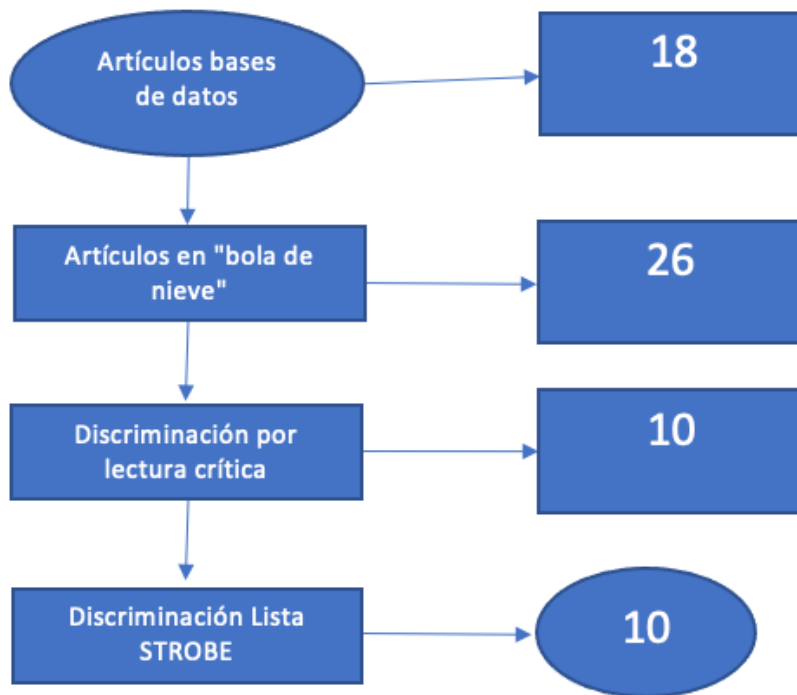 Artículos bases
de datos
18
Artículos en "bola de
nieve"
26
Discriminación por
lectura crítica
10
Discriminación Lista
STROBE
10